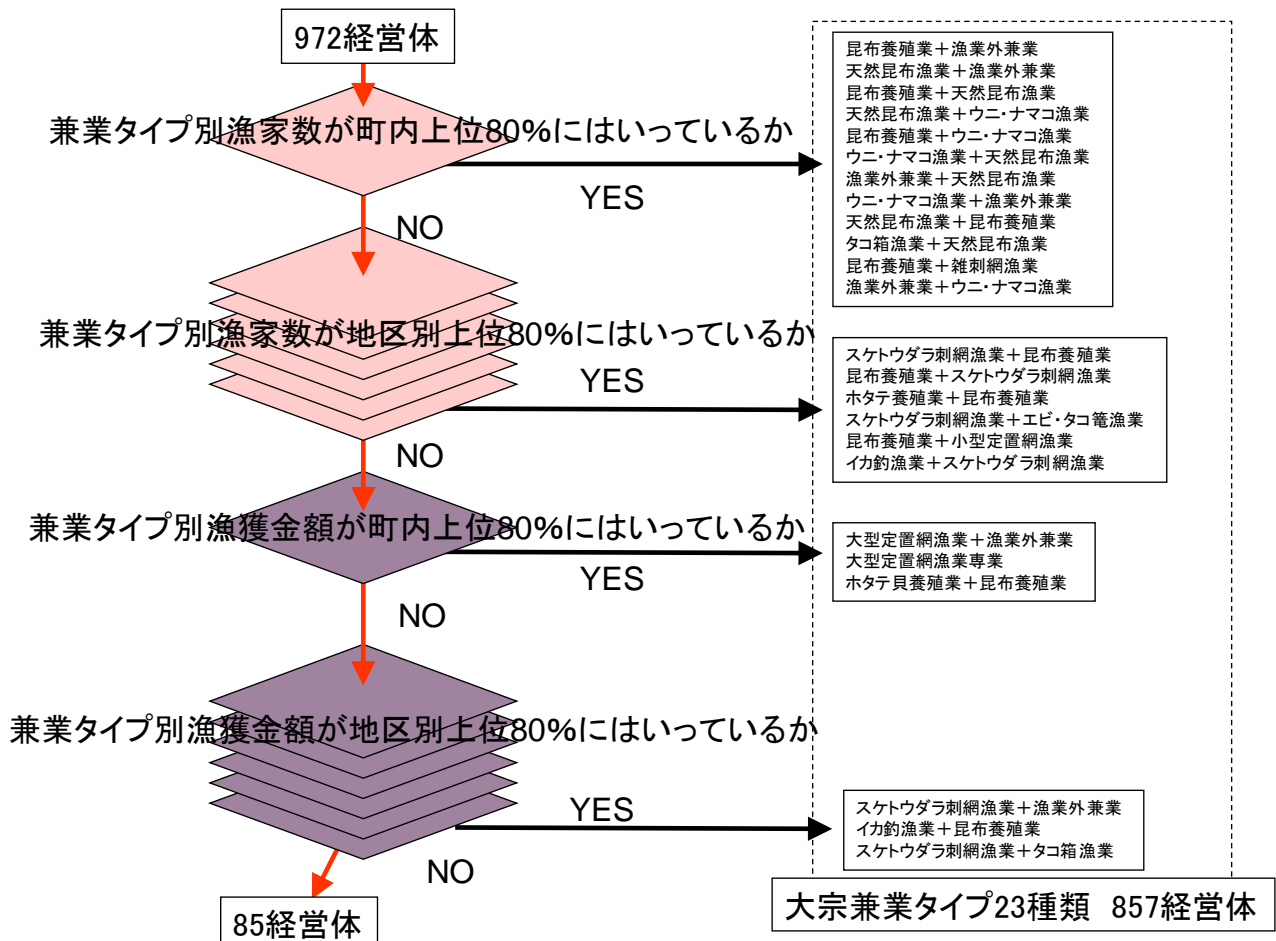 972経営体
兼業タイプ別漁家数が町内上位80%にはいっているか
YES
NO
昆布養殖業＋漁業外兼業
天然昆布漁業＋漁業外兼業
昆布養殖業＋天然昆布漁業
天然昆布漁業＋ウニ・ナマコ漁業
昆布養殖業＋ウニ・ナマコ漁業
ウニ・ナマコ漁業＋天然昆布漁業
漁業外兼業＋天然昆布漁業
ウニ・ナマコ漁業＋漁業外兼業
天然昆布漁業＋昆布養殖業
タコ箱漁業＋天然昆布漁業
昆布養殖業＋雑刺網漁業
漁業外兼業＋ウニ・ナマコ漁業
兼業タイプ別漁家数が地区別上位80%にはいっているか
YES
NO
スケトウダラ刺網漁業＋昆布養殖業
昆布養殖業＋スケトウダラ刺網漁業
ホタテ養殖業＋昆布養殖業
スケトウダラ刺網漁業＋エビ・タコ篭漁業
昆布養殖業＋小型定置網漁業
イカ釣漁業＋スケトウダラ刺網漁業
兼業タイプ別漁獲金額が町内上位80%にはいっているか
YES
NO
大型定置網漁業＋漁業外兼業
大型定置網漁業専業
ホタテ貝養殖業＋昆布養殖業
兼業タイプ別漁獲金額が地区別上位80%にはいっているか
YES
NO
スケトウダラ刺網漁業＋漁業外兼業
イカ釣漁業＋昆布養殖業
スケトウダラ刺網漁業＋タコ箱漁業
85経営体
大宗兼業タイプ23種類 857経営体